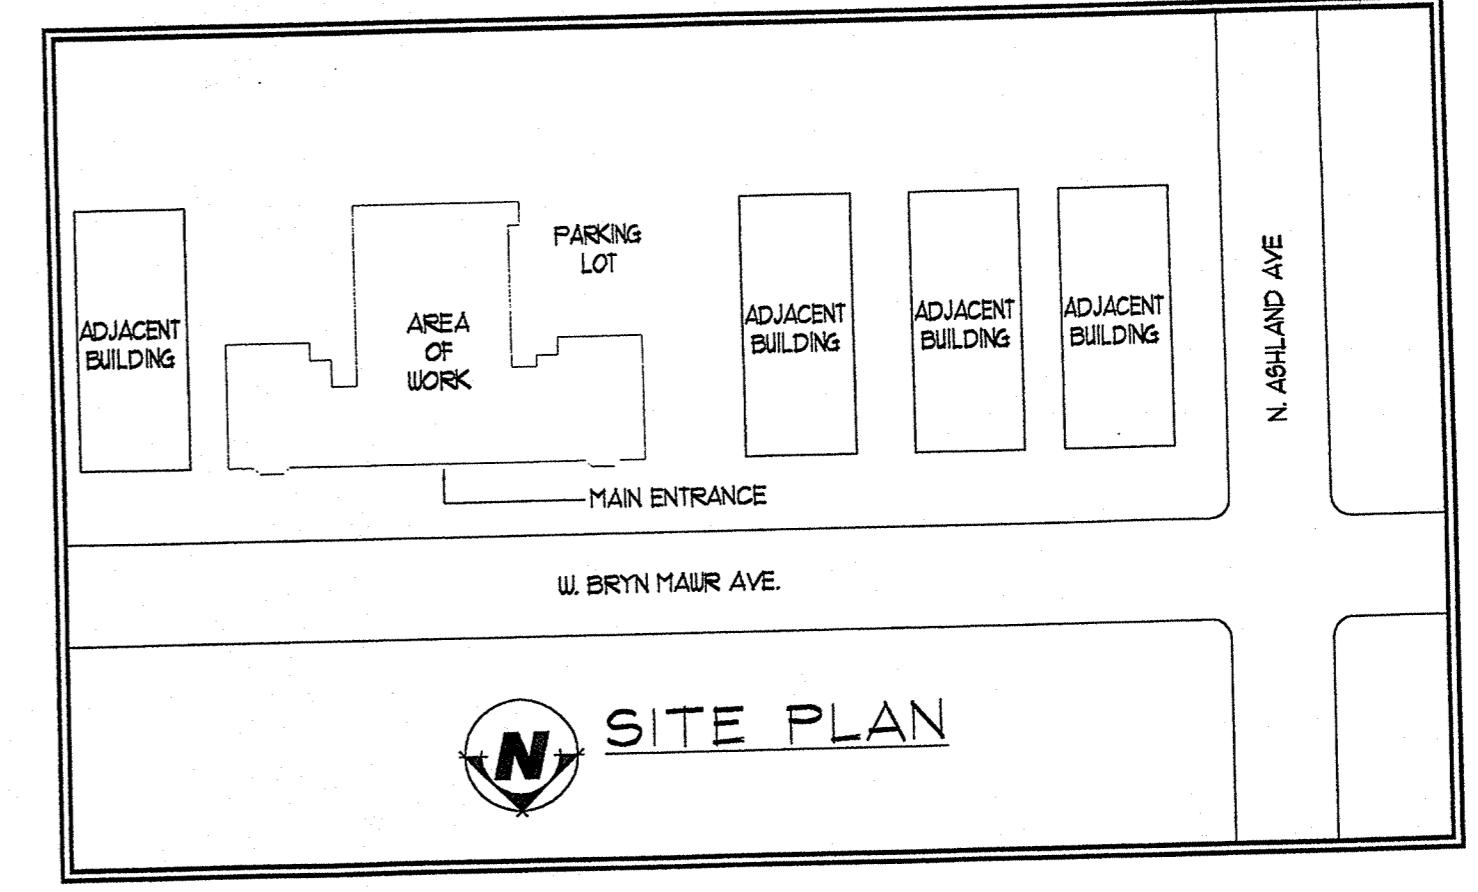 PARKING
LOT
ADJACENT
BUILDING
AREA
OF
WORK
ADJACENT
BUILDING
ADJACENT
BUILDING
ADJACENT
BUILDING
N. ASHLAND AVE
MAIN ENTRANCE
W. BRYN MAWR AVE.
N
SITE PLAN